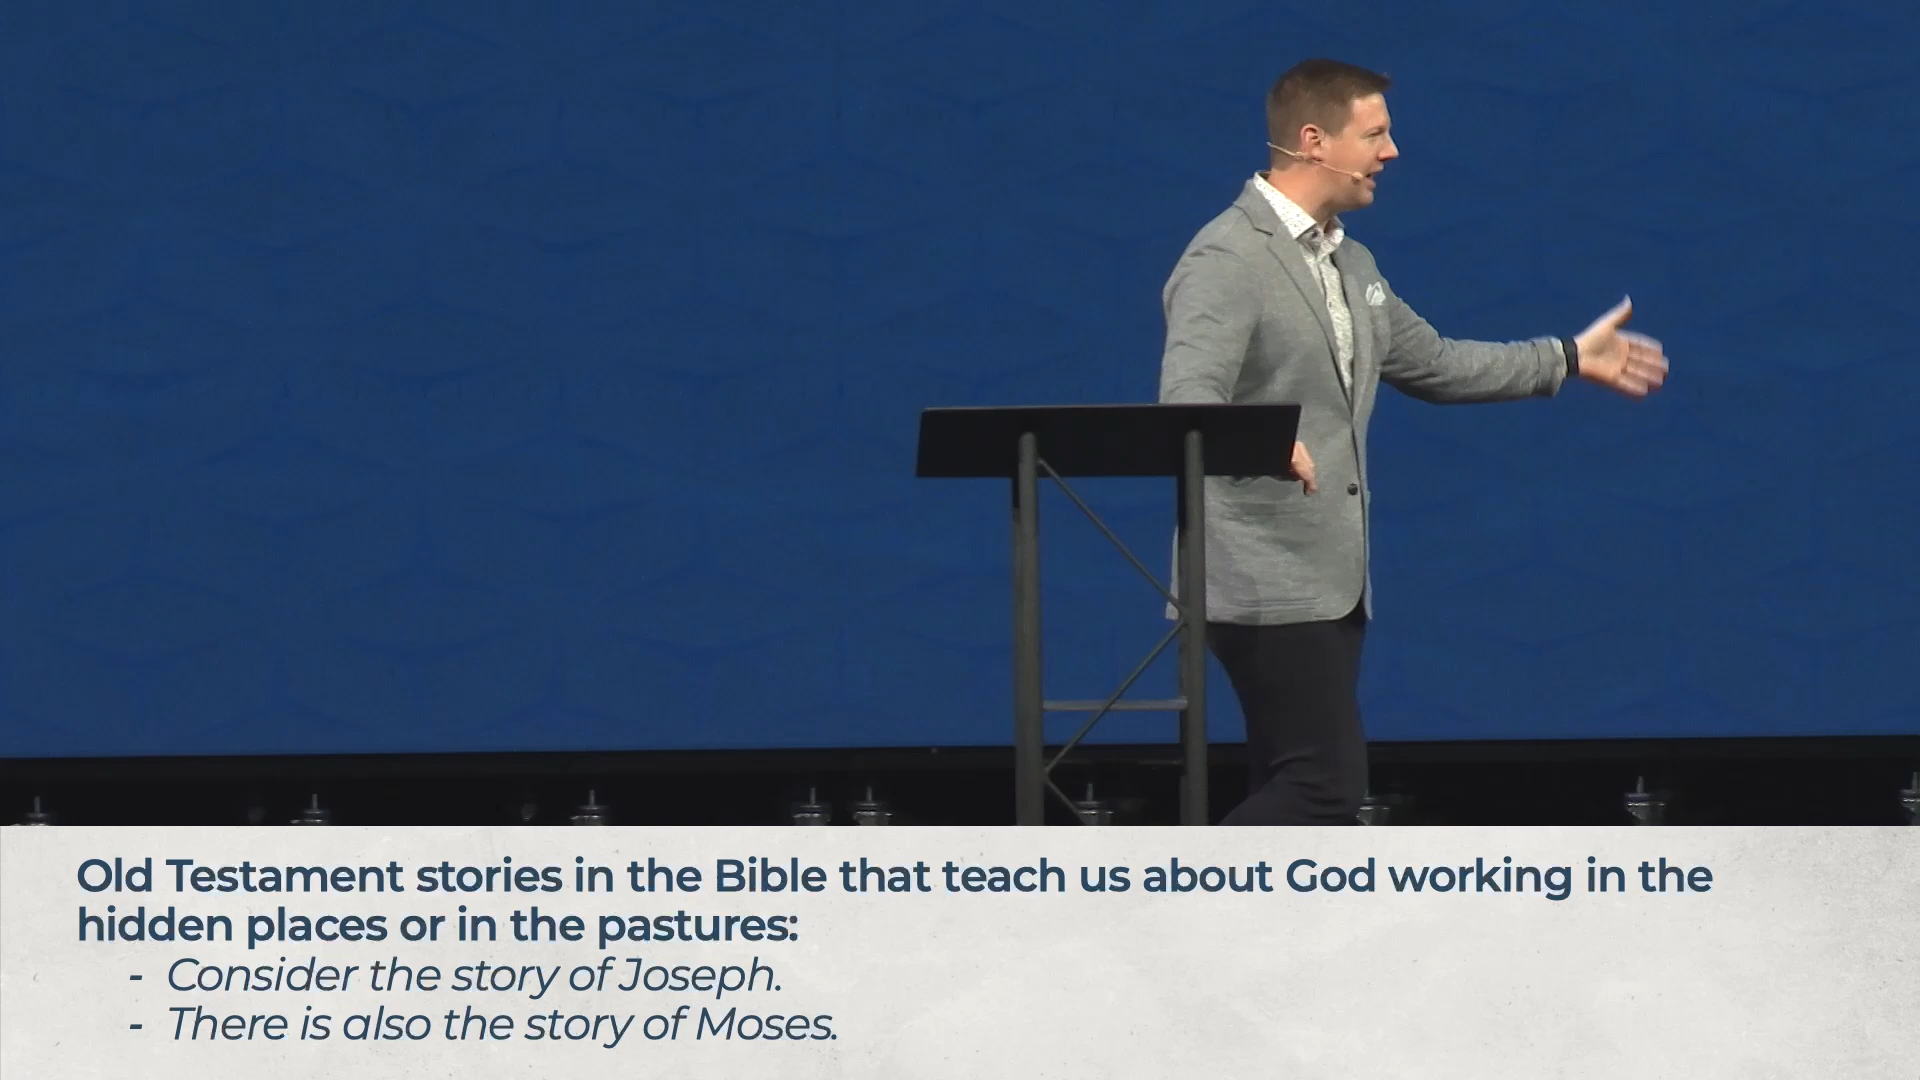 Old Testament stories in the Bible that teach us about God working in the
hidden places or in the pastures:
- Consider the story of Joseph.
- There is also the story of Moses.